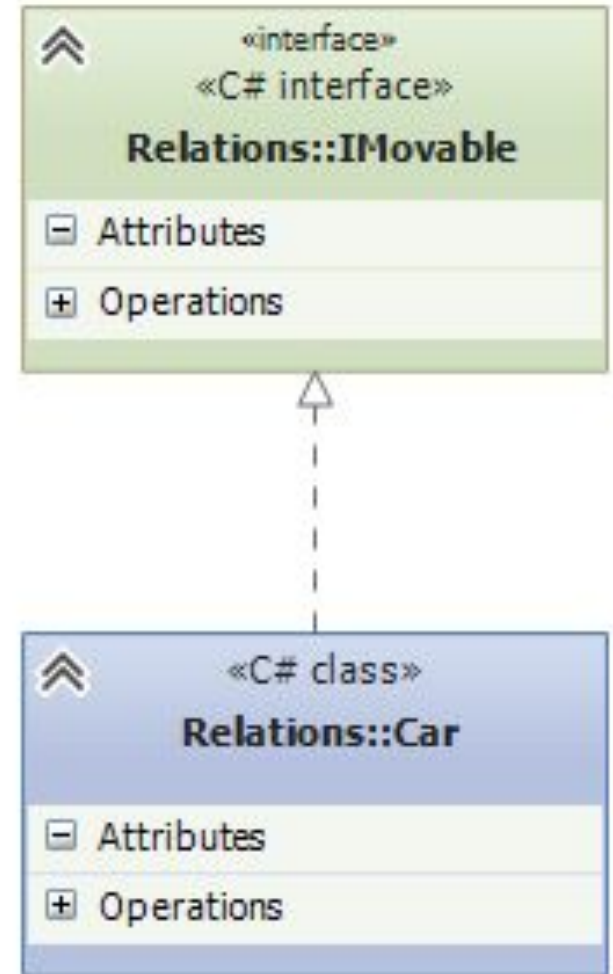 «interface»
«C# interface»
Relations::IMovable
Attributes
Operations
«C# class»
Relations::Car
Attributes
Operations